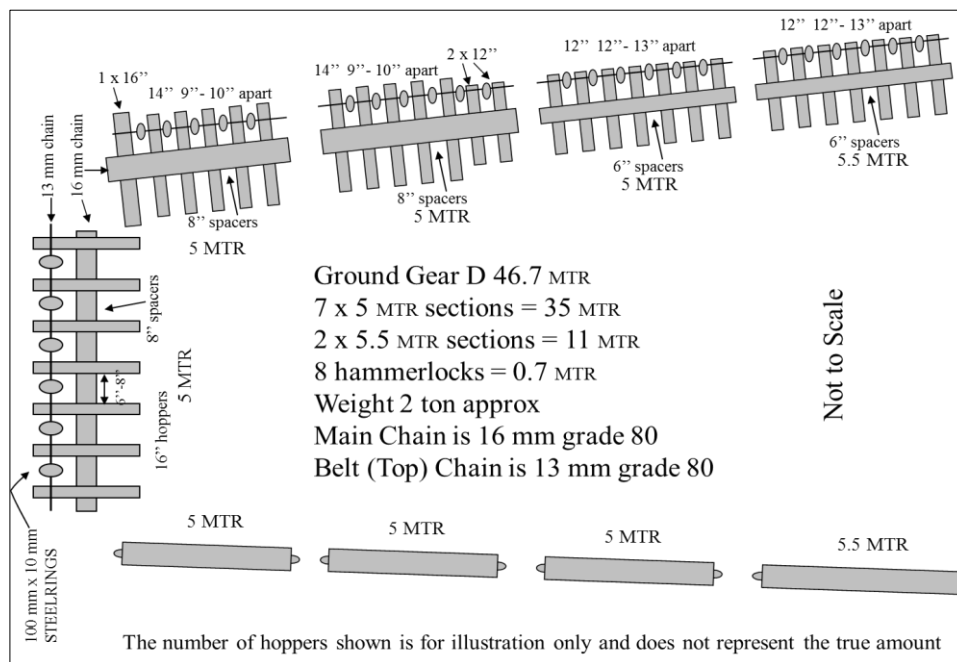 1 x 16’’
14’’ 9’’- 10’’ apart
8’’ spacers
5 MTR
14’’ 9’’- 10’’ apart
2 x 12’’
8’’ spacers
5 MTR
12’’ 12’’- 13’’ apart
6’’ spacers
5 MTR
12’’ 12’’- 13’’ apart
6’’ spacers
5.5 MTR
13 mm chain
16 mm chain
8’’ spacers
5 MTR
6’’-8’’
16’’ hoppers
100 mm x 10 mm
STEELRINGS
Ground Gear D 46.7 MTR
7 x 5 MTR sections = 35 MTR
2 x 5.5 MTR sections = 11 MTR
8 hammerlocks = 0.7 MTR
Weight 2 ton approx
Main Chain is 16 mm grade 80
Belt (Top) Chain is 13 mm grade 80
Not to Scale
5 MTR
5 MTR
5 MTR
5.5 MTR
The number of hoppers shown is for illustration only and does not represent the true amount